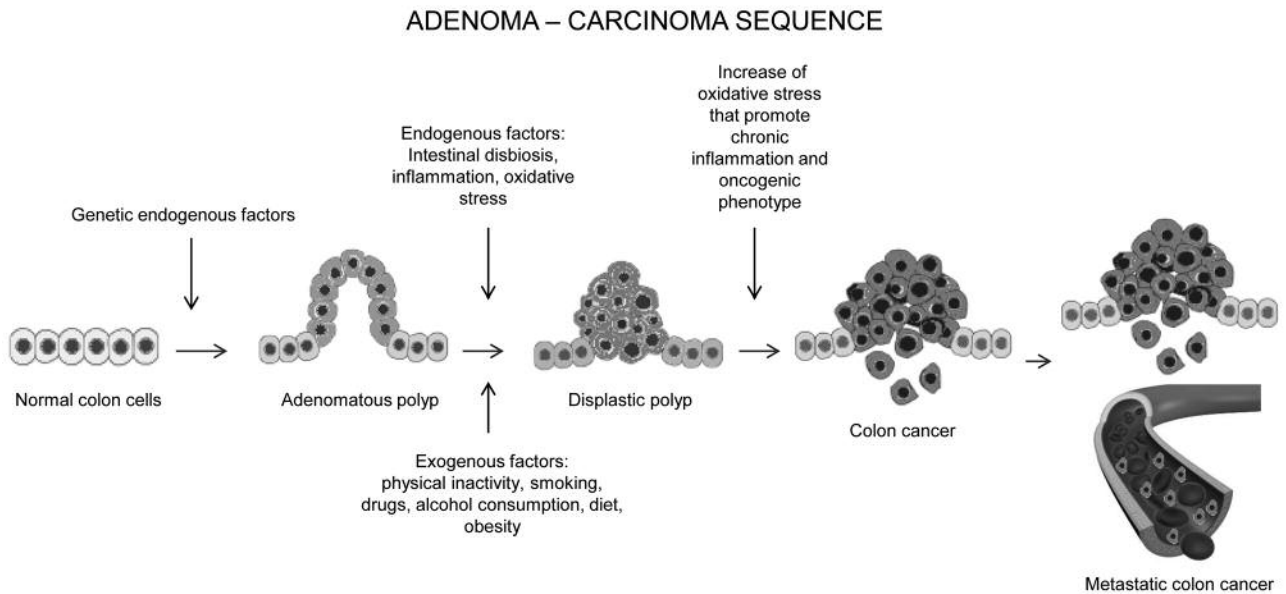 ADENOMA – CARCINOMA SEQUENCE
Increase of
oxidative stress
that promote
chronic
inflammation and
oncogenic
phenotype
Endogenous factors:
Intestinal disbiosis,
inflammation, oxidative
stress
Genetic endogenous factors
Normal colon cells
Adenomatous polyp
Displastic polyp
Colon cancer
Exogenous factors:
physical inactivity, smoking,
drugs, alcohol consumption, diet,
obesity
Metastatic colon cancer